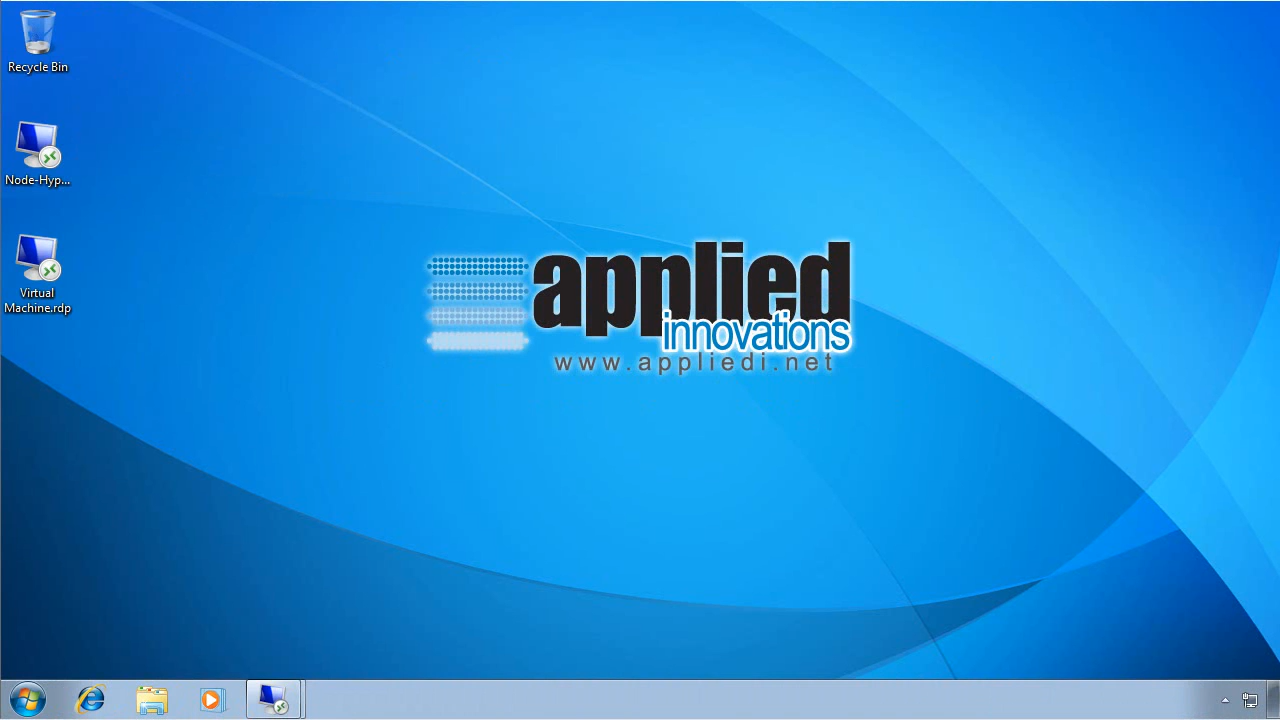 Recycle Bin
Node-Hyp...
Virtual
Machine.rdp
applied
innovations
www.appliedi.net